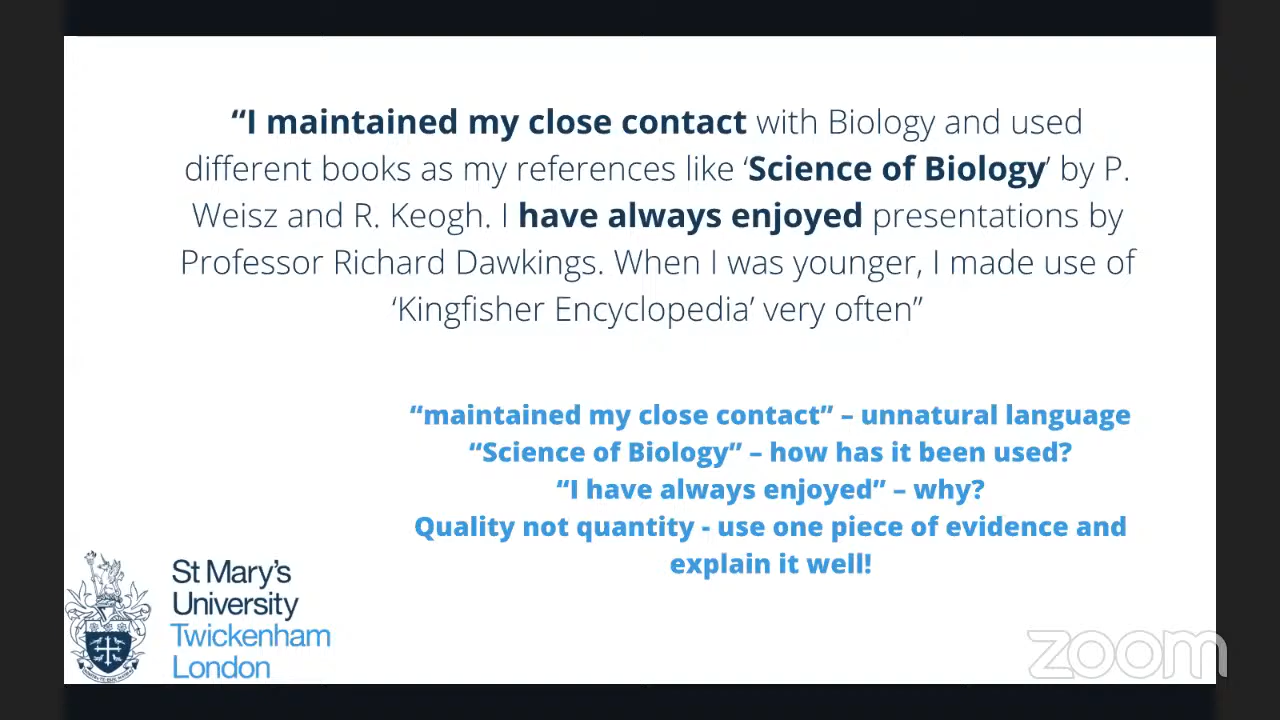 “I maintained my close contact with Biology and used
different books as my references like ‘Science of Biology’ by P.
Weisz and R. Keogh. I have always enjoyed presentations by
Professor Richard Dawkings. When I was younger, I made use of
‘Kingfisher Encyclopedia’ very often”
“maintained my close contact” – unnatural language
“Science of Biology” – how has it been used?
“I have always enjoyed” – why?
Quality not quantity - use one piece of evidence and
explain it well!
St Mary’s
University
Twickenham
London
zoom